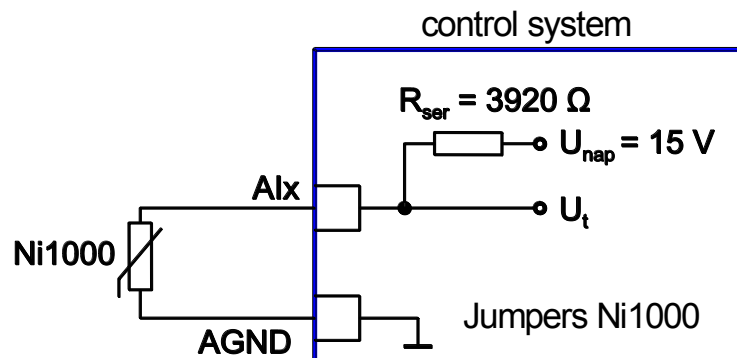 control system
R_ser = 3920 Ω
U_nap = 15 V
AIx
U_t
Ni1000
AGND
Jumpers Ni1000